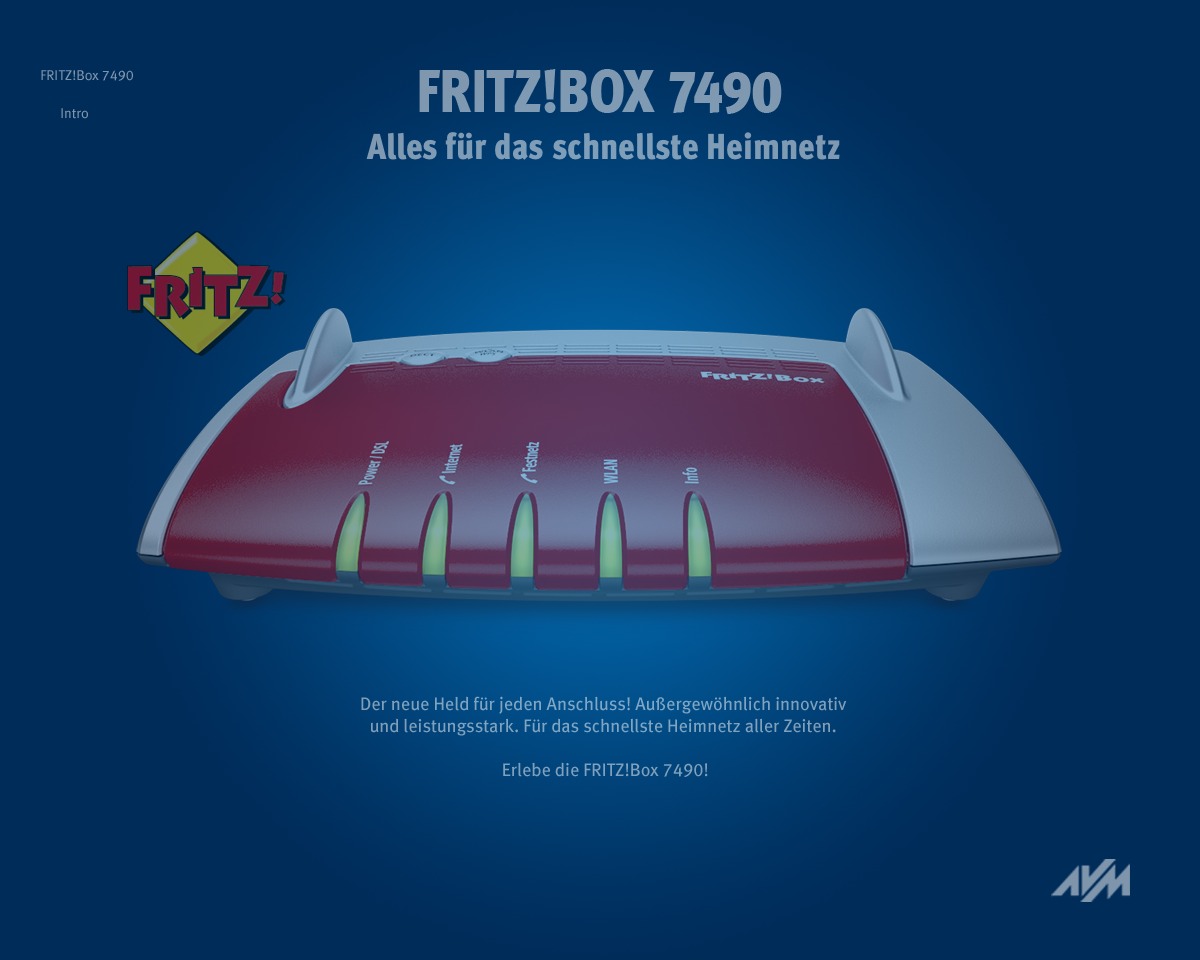 FRITZ!Box 7490
Intro
FRITZ!BOX 7490
Alles für das schnellste Heimnetz
FRITZ!
DECT
WLAN
FRITZ!Box
Power / DSL
Internet
Festnetz
WLAN
Info
Der neue Held für jeden Anschluss! Außergewöhnlich innovativ
und leistungsstark. Für das schnellste Heimnetz aller Zeiten.
Erlebe die FRITZ!Box 7490!
AVM